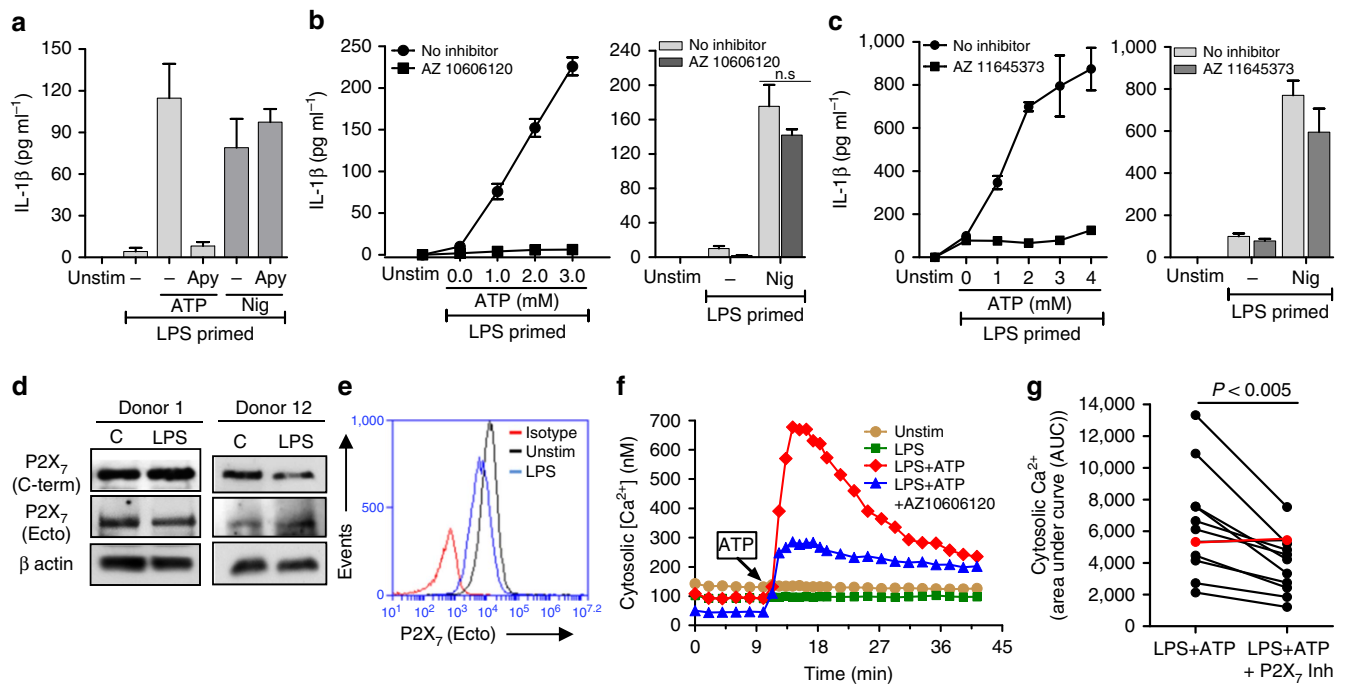 a
IL-1β (pg ml⁻¹)
150
120
90
60
30
0
Unstim – – Apy – Apy
ATP Nig
LPS primed
b
IL-1β (pg ml⁻¹)
250
200
150
100
50
0
No inhibitor
AZ 10606120
Unstim 0.0 1.0 2.0 3.0
ATP (mM)
LPS primed
No inhibitor
AZ 10606120
n.s
240
200
160
120
80
40
0
Unstim – Nig
LPS primed
c
IL-1β (pg ml⁻¹)
1,000
800
600
400
200
0
No inhibitor
AZ 11645373
Unstim 0 1 2 3 4
ATP (mM)
LPS primed
No inhibitor
AZ 11645373
1,000
800
600
400
200
0
Unstim – Nig
LPS primed
d
Donor 1 Donor 12
C LPS C LPS
P2X₇
(C-term)
P2X₇
(Ecto)
β actin
e
Events
1,000
500
0
Isotype
Unstim
LPS
10¹ 10² 10³ 10⁴ 10⁵ 10⁶ 10⁷·²
P2X₇ (Ecto)
f
Cytosolic [Ca²⁺] (nM)
700
600
500
400
300
200
100
0
Unstim
LPS
LPS+ATP
LPS+ATP
+AZ10606120
ATP
0 9 18 27 36 45
Time (min)
g
P < 0.005
Cytosolic Ca²⁺
(area under curve (AUC))
14,000
12,000
10,000
8,000
6,000
4,000
2,000
0
LPS+ATP LPS+ATP
+ P2X₇ Inh